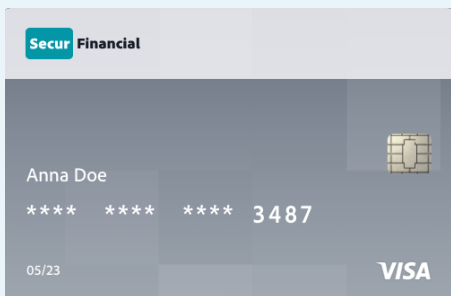 Secur Financial
Anna Doe
**** **** **** 3487
05/23 VISA